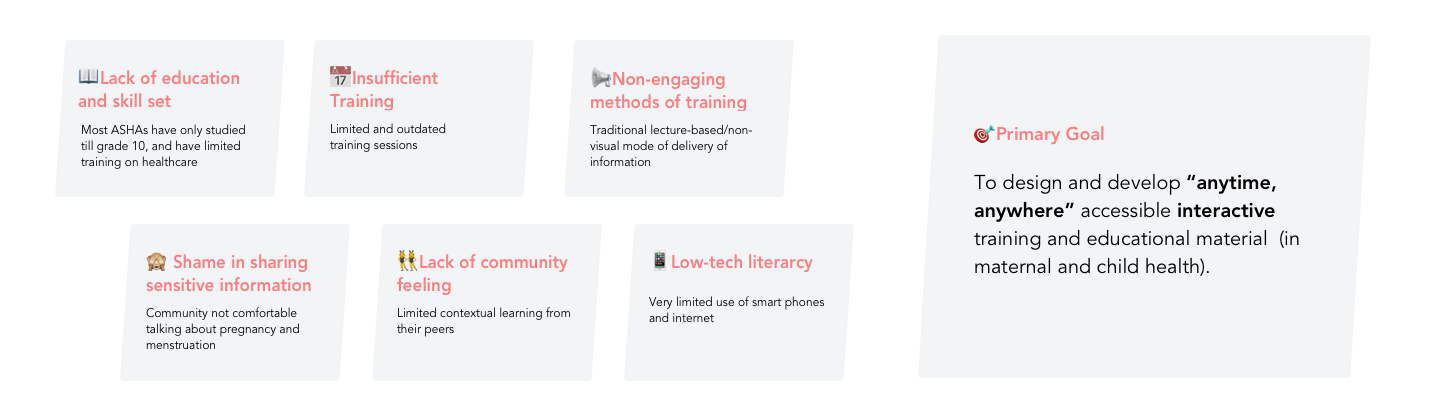 Lack of education
and skill set
Most ASHAs have only studied
till grade 10, and have limited
training on healthcare
17
Insufficient
Training
Limited and outdated
training sessions
Non-engaging
methods of training
Traditional lecture-based/non-
visual mode of delivery of
information
Shame in sharing
sensitive information
Community not comfortable
talking about pregnancy and
menstruation
Lack of community
feeling
Limited contextual learning from
their peers
Low-tech literarcy
Very limited use of smart phones
and internet
Primary Goal
To design and develop “anytime,
anywhere” accessible interactive
training and educational material (in
maternal and child health).